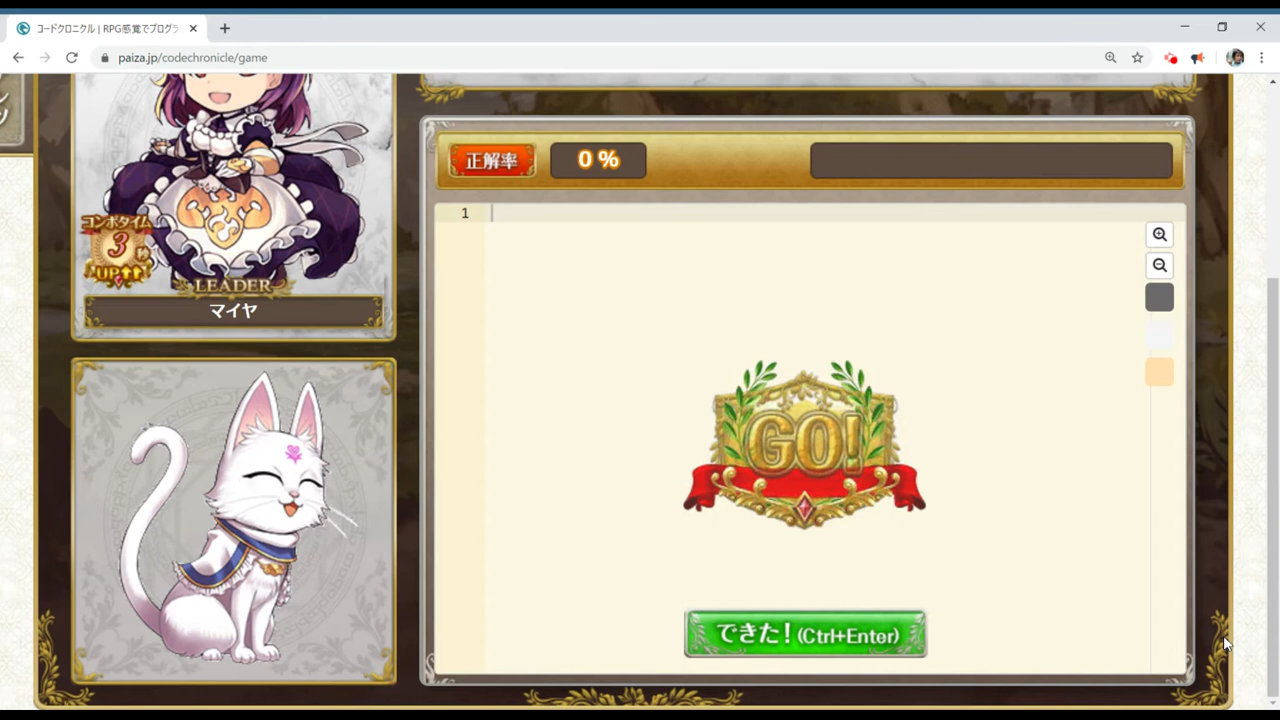 コードクロニクル | RPG感覚でプログラ
paiza.jp/codechronicle/game
正解率
0 %
1
コンボタイム
3秒
UP
LEADER
マイヤ
GO!
できた！(Ctrl+Enter)